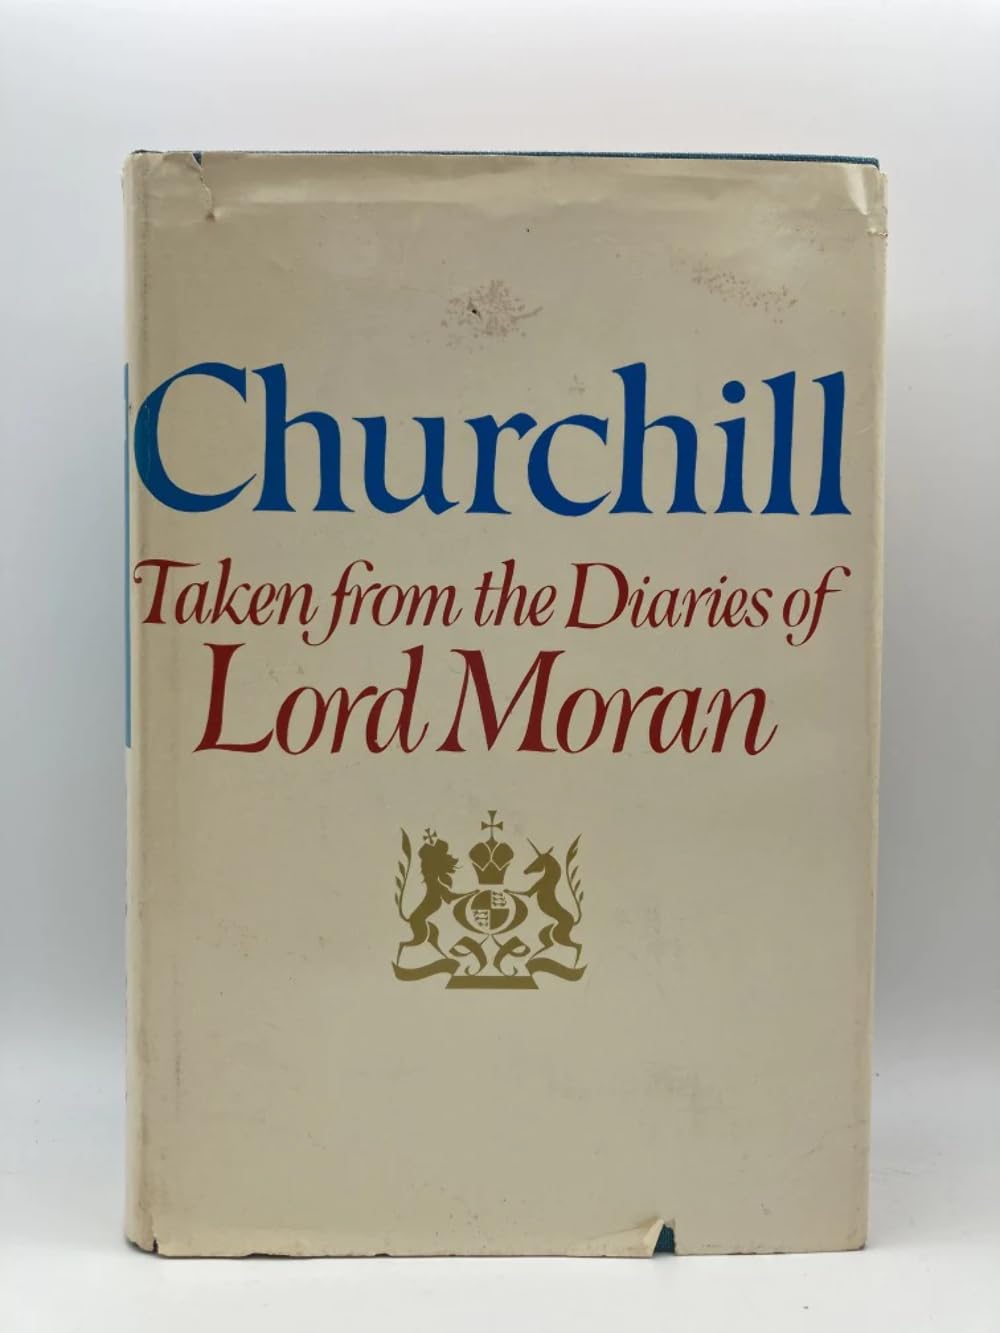 Churchill
Taken from the Diaries of
Lord Moran